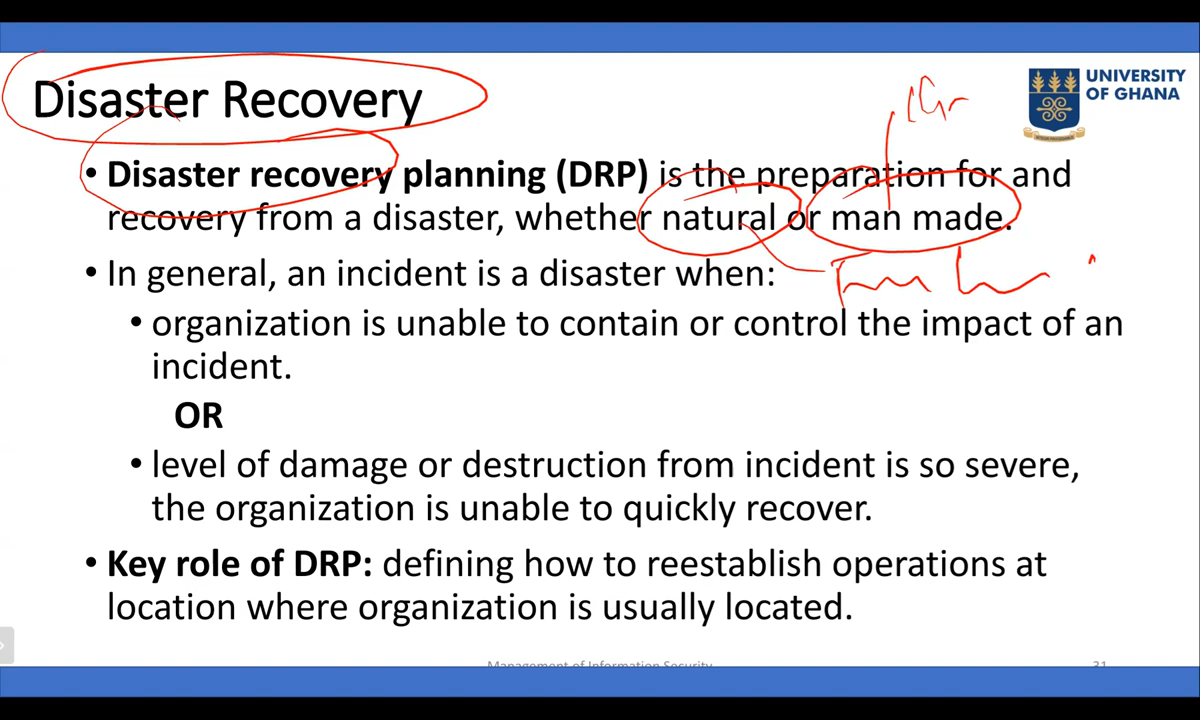 Disaster Recovery
UNIVERSITY
OF GHANA
• Disaster recovery planning (DRP) is the preparation for and
recovery from a disaster, whether natural or man made.
• In general, an incident is a disaster when:
• organization is unable to contain or control the impact of an
incident.
OR
• level of damage or destruction from incident is so severe,
the organization is unable to quickly recover.
• Key role of DRP: defining how to reestablish operations at
location where organization is usually located.
Management of Information Security
31